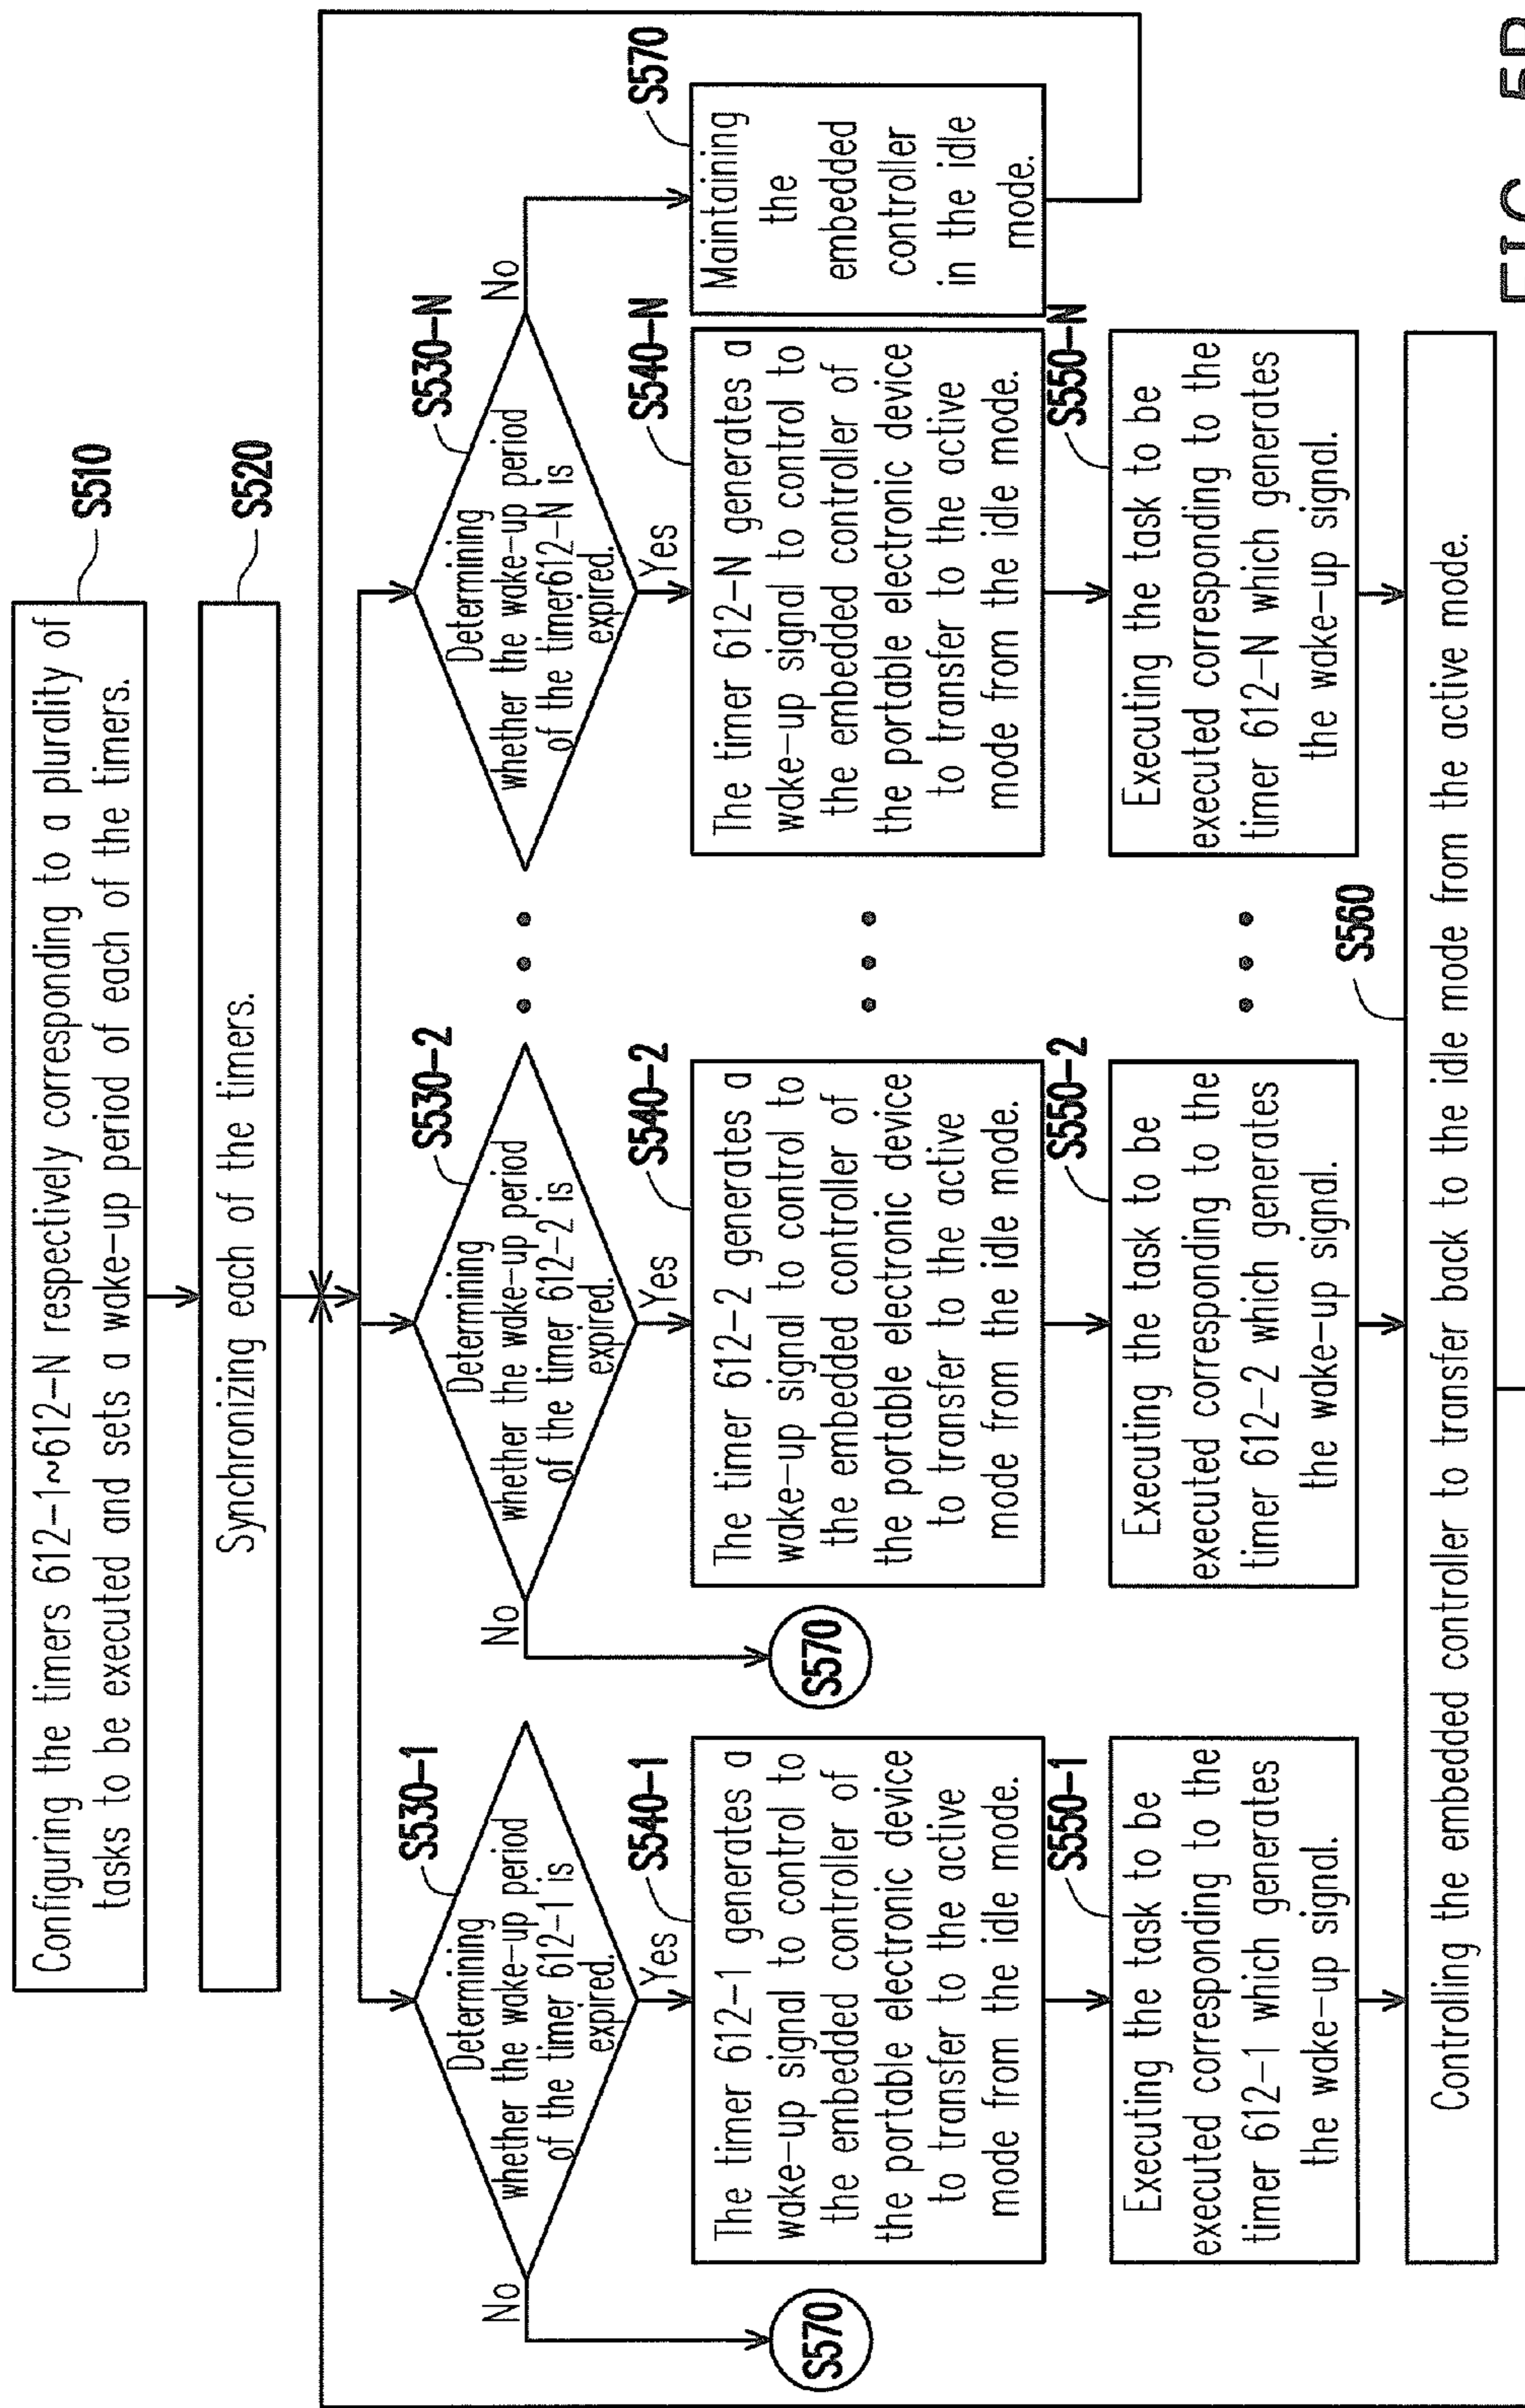 Configuring the timers 612-1~612-N respectively corresponding to a plurality of
tasks to be executed and sets a wake-up period of each of the timers.
S510
Synchronizing each of the timers.
S520
Determining
whether the wake-up period
of the timer 612-1 is
expired.
S530-1
No
Yes
S570
The timer 612-1 generates a
wake-up signal to control to
the embedded controller of
the portable electronic device
to transfer to the active
mode from the idle mode.
S540-1
Executing the task to be
executed corresponding to the
timer 612-1 which generates
the wake-up signal.
S550-1
Determining
whether the wake-up period
of the timer 612-2 is
expired.
S530-2
No
Yes
S570
The timer 612-2 generates a
wake-up signal to control to
the embedded controller of
the portable electronic device
to transfer to the active
mode from the idle mode.
S540-2
Executing the task to be
executed corresponding to the
timer 612-2 which generates
the wake-up signal.
S550-2
Determining
whether the wake-up period
of the timer612-N is
expired.
S530-N
No
Yes
The timer 612-N generates a
wake-up signal to control to
the embedded controller of
the portable electronic device
to transfer to the active
mode from the idle mode.
S540-N
Executing the task to be
executed corresponding to the
timer 612-N which generates
the wake-up signal.
S550-N
Maintaining
the
embedded
controller
in the idle
mode.
S570
Controlling the embedded controller to transfer back to the idle mode from the active mode.
S560